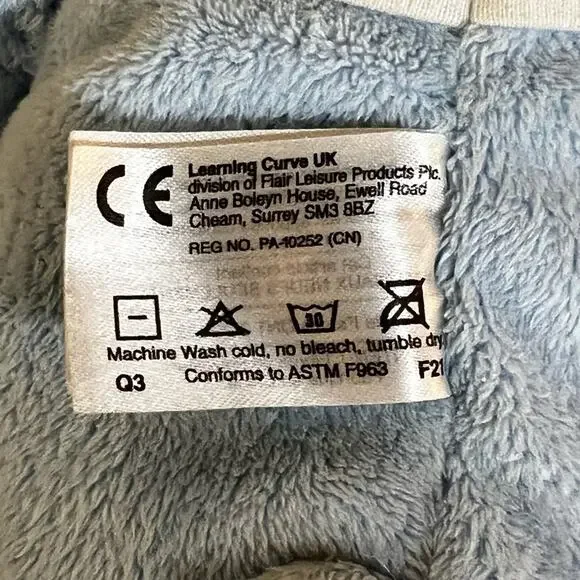 CE
Learning Curve UK
division of Flair Leisure Products Plc.
Anne Boleyn House, Ewell Road
Cheam, Surrey SM3 8BZ
REG NO. PA-10252 (CN)
30
Machine Wash cold, no bleach, tumble dry
Q3 Conforms to ASTM F963 F21